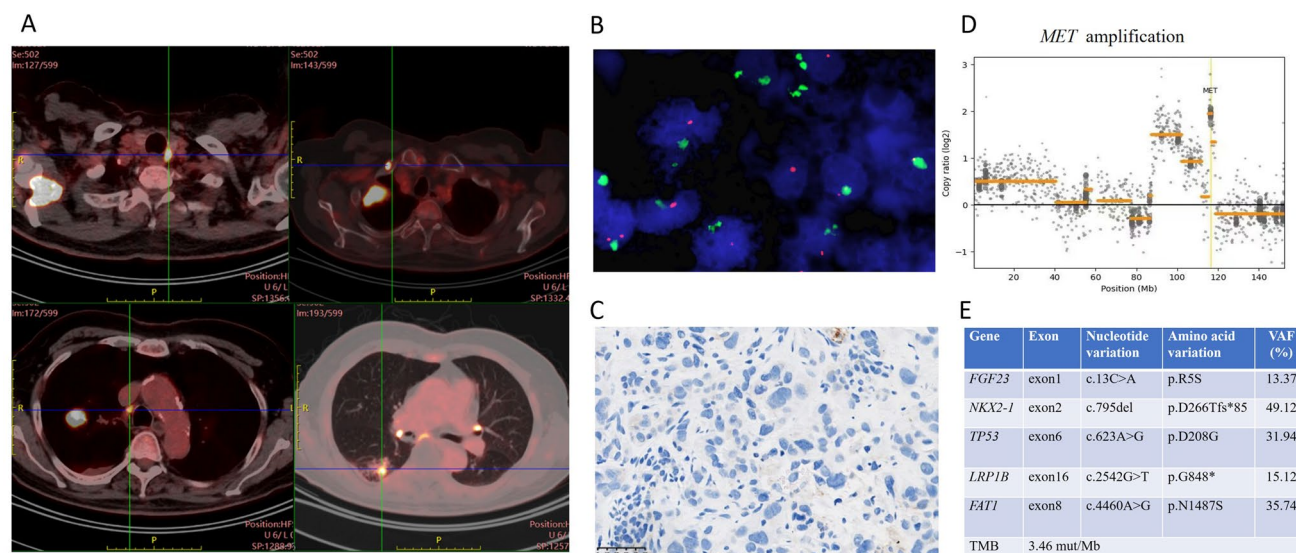 A
Se:502
Im:127/599
R
Position:HF
U 6/L
SP:1356.
P
Se:502
Im:143/599
R
Position:HF
U 6/L
SP:1332.4
P
Im:172/599
R
Position:HF
U 6/L
SP:1288.9
P
Im:193/599
R
Position:HF
U 6/L
SP:1257
P
B
C
D
MET amplification
Copy ratio (log2)
3
2
1
0
−1
MET
20 40 60 80 100 120 140
Position (Mb)
E
Gene Exon Nucleotide variation Amino acid variation VAF (%)
FGF23 exon1 c.13C>A p.R5S 13.37
NKX2-1 exon2 c.795del p.D266Tfs*85 49.12
TP53 exon6 c.623A>G p.D208G 31.94
LRP1B exon16 c.2542G>T p.G848* 15.12
FAT1 exon8 c.4460A>G p.N1487S 35.74
TMB 3.46 mut/Mb